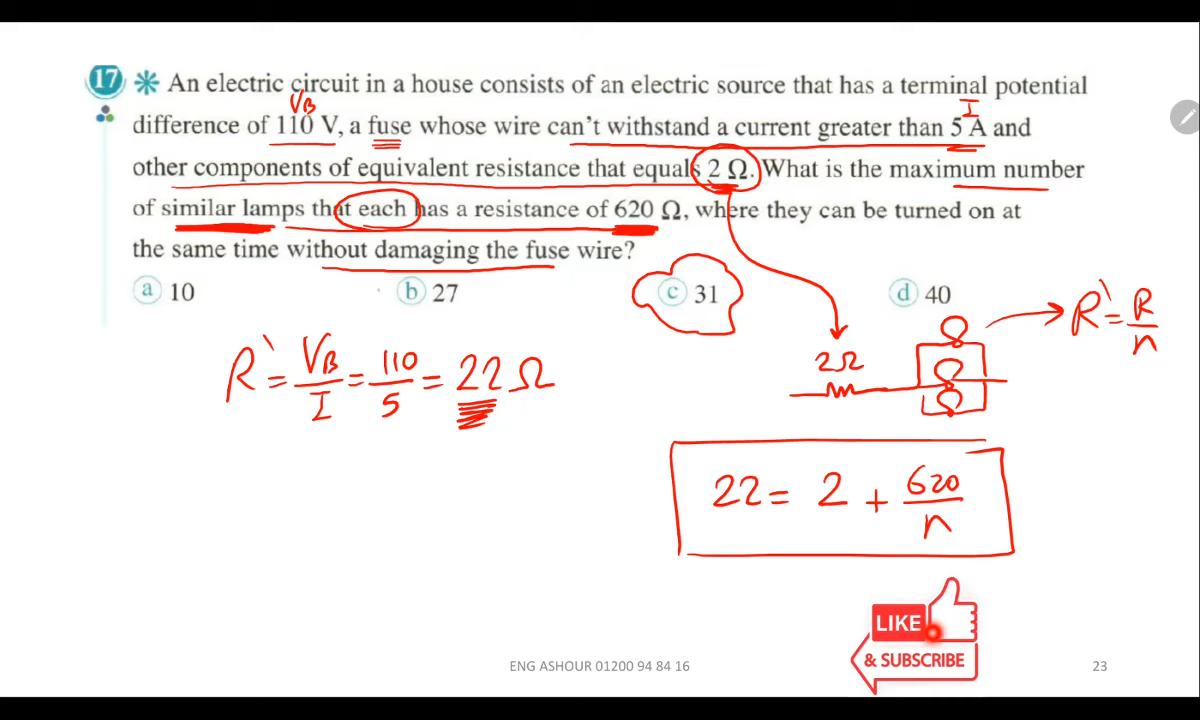 17 * An electric circuit in a house consists of an electric source that has a terminal potential
VB I
difference of 110 V, a fuse whose wire can't withstand a current greater than 5 A and
other components of equivalent resistance that equals 2 Ω. What is the maximum number
of similar lamps that each has a resistance of 620 Ω, where they can be turned on at
the same time without damaging the fuse wire?
a 10 b 27 c 31 d 40
R' = VB/I = 110/5 = 22 Ω
2Ω
R' = R/n
22 = 2 + 620/n
LIKE
& SUBSCRIBE
ENG ASHOUR 01200 94 84 16 23